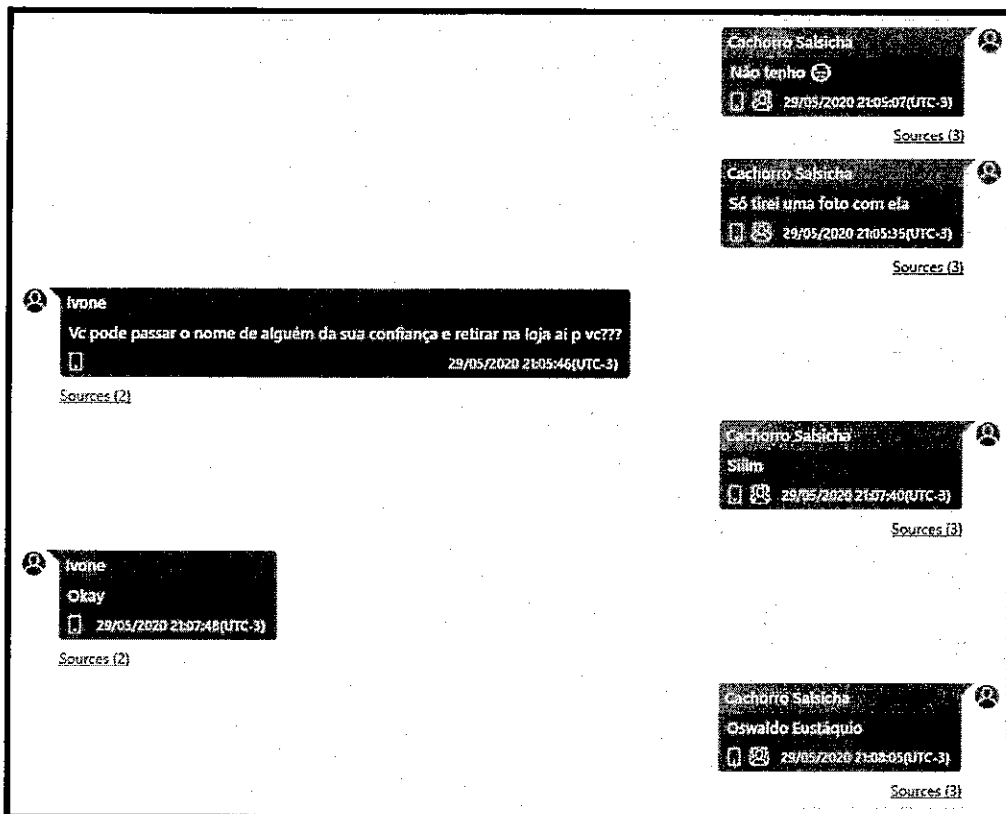 Cachorro Salsicha
Não tenho 😂
29/05/2020 21:05:07(UTC-3)
Sources (3)
Cachorro Salsicha
Só tirei uma foto com ela
29/05/2020 21:05:35(UTC-3)
Sources (3)
Ivone
Vc pode passar o nome de alguém da sua confiança e retirar na loja aí p vc???
29/05/2020 21:05:46(UTC-3)
Sources (2)
Cachorro Salsicha
Siiim
29/05/2020 21:07:40(UTC-3)
Sources (3)
Ivone
Okay
29/05/2020 21:07:48(UTC-3)
Sources (2)
Cachorro Salsicha
Oswaldo Eustáquio
29/05/2020 21:08:05(UTC-3)
Sources (3)